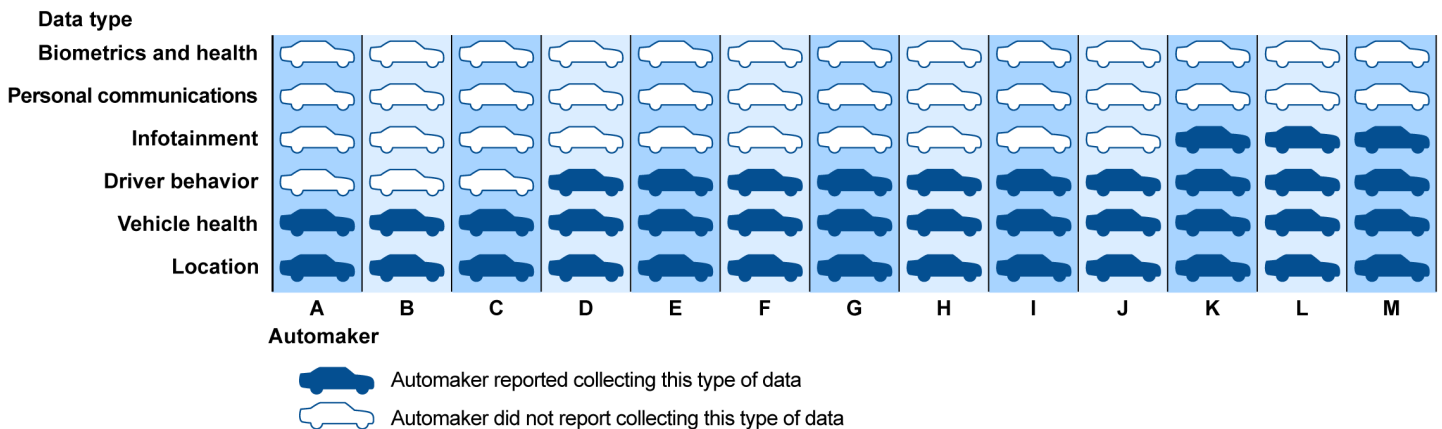 Data type
Biometrics and health
Personal communications
Infotainment
Driver behavior
Vehicle health
Location
A B C D E F G H I J K L M
Automaker
Automaker reported collecting this type of data
Automaker did not report collecting this type of data